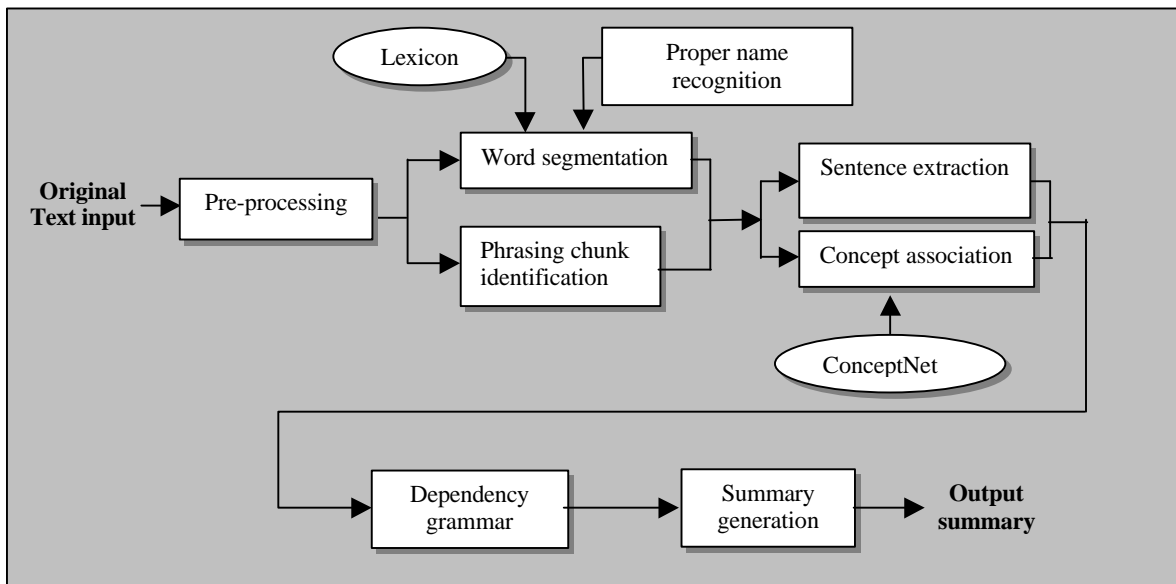 Lexicon
Proper name
recognition
Word segmentation
Sentence extraction
Original
Text input
Pre-processing
Phrasing chunk
identification
Concept association
ConceptNet
Dependency
grammar
Summary
generation
Output
summary